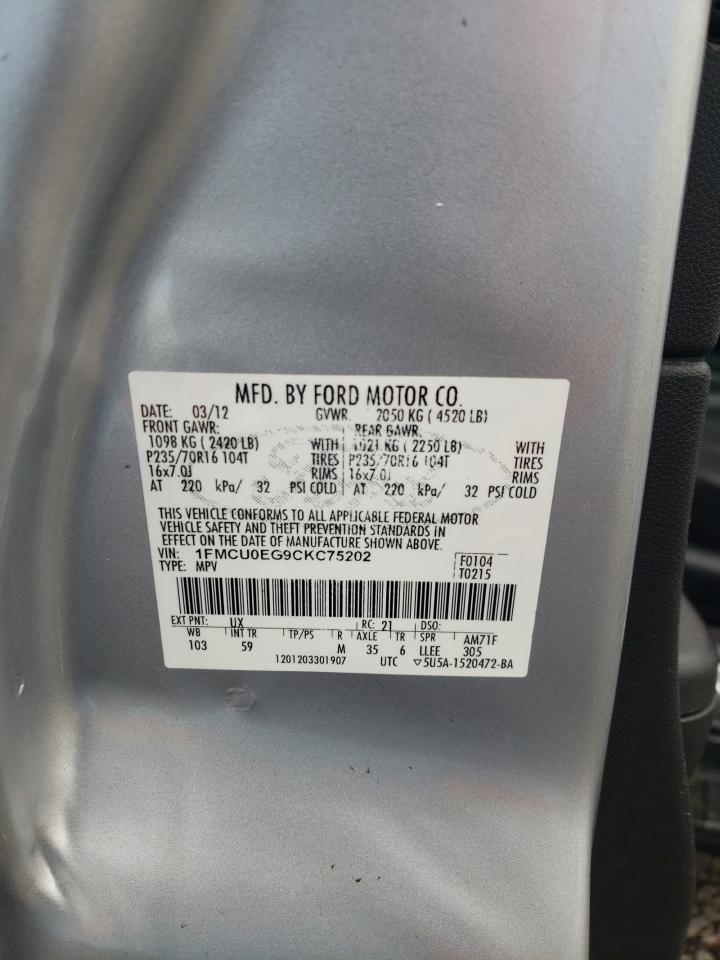 MFD. BY FORD MOTOR CO.
DATE: 03/12 GVWR: 2050 KG ( 4520 LB)
FRONT GAWR: REAR GAWR:
1098 KG ( 2420 LB) WITH 1021 KG ( 2250 LB) WITH
P235/70R16 104T TIRES P235/70R16 104T TIRES
16x7.0J RIMS 16x7.0J RIMS
AT 220 kPa/ 32 PSI COLD AT 220 kPa/ 32 PSI COLD
THIS VEHICLE CONFORMS TO ALL APPLICABLE FEDERAL MOTOR
VEHICLE SAFETY AND THEFT PREVENTION STANDARDS IN
EFFECT ON THE DATE OF MANUFACTURE SHOWN ABOVE.
VIN: 1FMCU0EG9CKC75202 F0104
TYPE: MPV T0215
EXT PNT: UX RC: 21 DSO:
WB INT TR TP/PS R AXLE TR SPR AM71F
103 59 M 35 6 LLEE 305
1201203301907 UTC ▽5U5A-1520472-BA